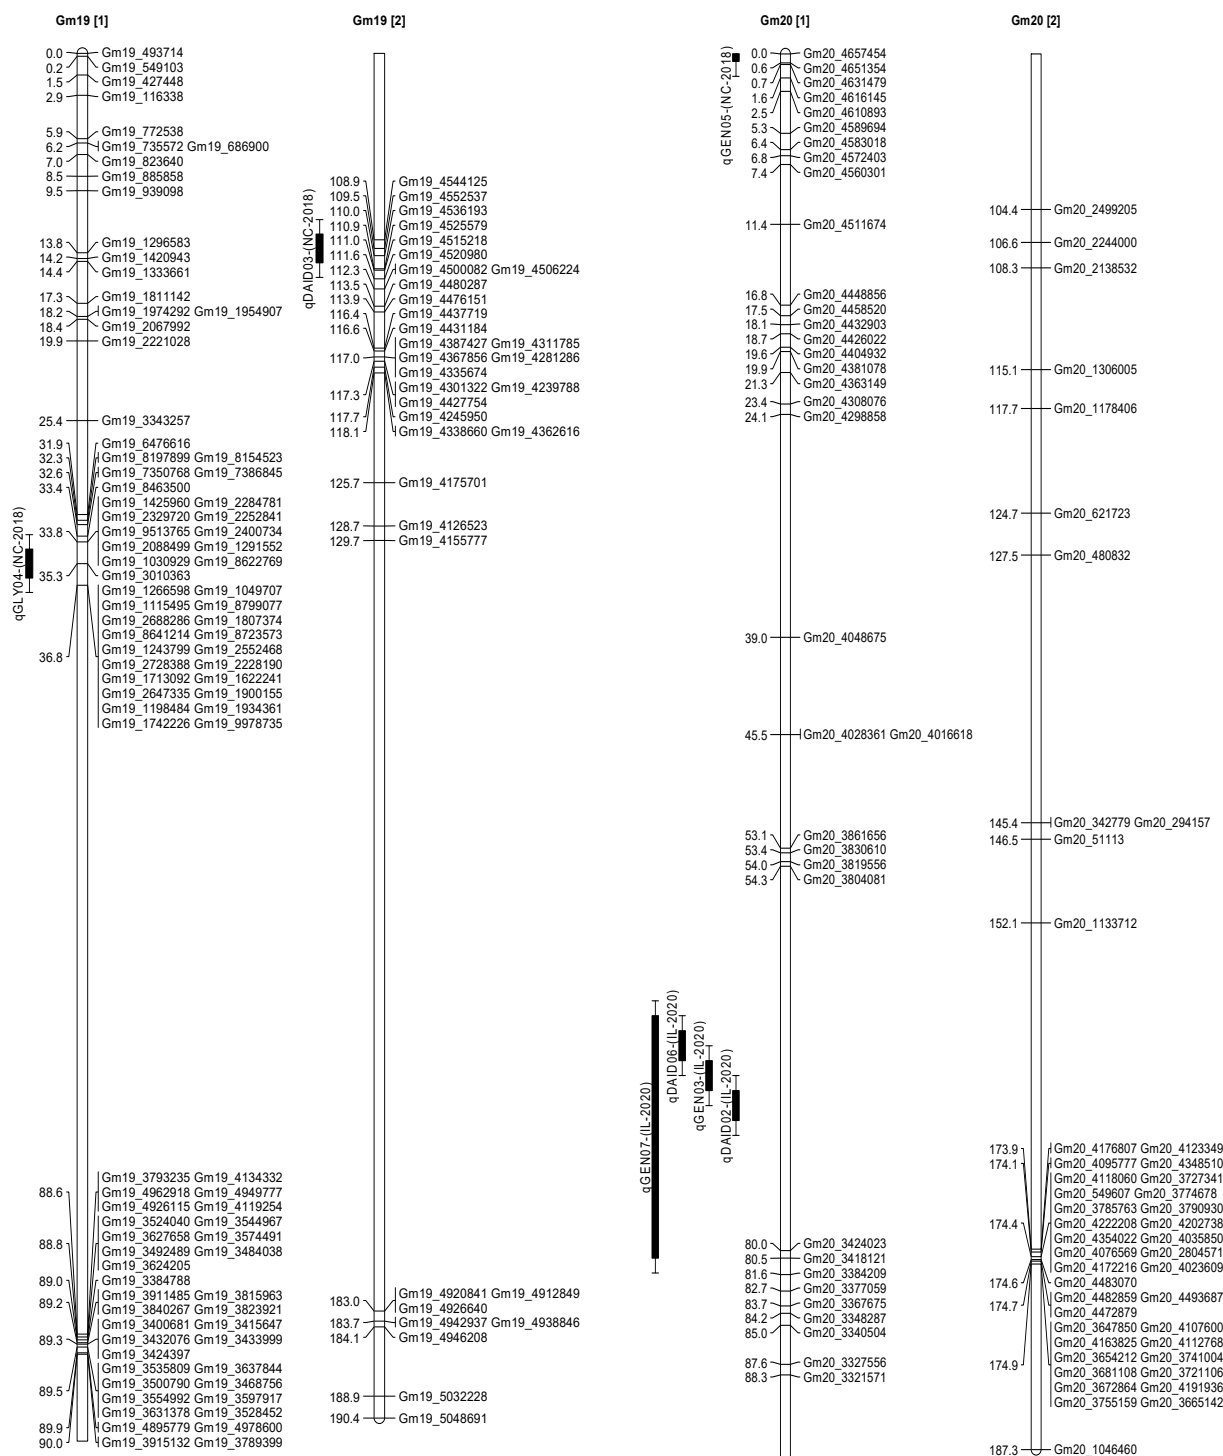 Gm19 [1]
0.0 Gm19_493714
0.2 Gm19_549103
1.5 Gm19_427448
2.9 Gm19_116338
5.9 Gm19_772538
6.2 Gm19_735572 Gm19_686900
7.0 Gm19_823640
8.5 Gm19_885858
9.5 Gm19_939098
13.8 Gm19_1296583
14.2 Gm19_1420943
14.4 Gm19_1333661
17.3 Gm19_1811142
18.2 Gm19_1974292 Gm19_1954907
18.4 Gm19_2067992
19.9 Gm19_2221028
25.4 Gm19_3343257
31.9 Gm19_6476616
32.3 Gm19_8197899 Gm19_8154523
32.6 Gm19_7350768 Gm19_7386845
33.4 Gm19_8463500
Gm19_1425960 Gm19_2284781
Gm19_2329720 Gm19_2252841
33.8 Gm19_9513765 Gm19_2400734
Gm19_2088499 Gm19_1291552
Gm19_1030929 Gm19_8622769
35.3 Gm19_3010363
Gm19_1266598 Gm19_1049707
Gm19_1115495 Gm19_8799077
Gm19_2688286 Gm19_1807374
Gm19_8641214 Gm19_8723573
Gm19_1243799 Gm19_2552468
36.8 Gm19_2728388 Gm19_2228190
Gm19_1713092 Gm19_1622241
Gm19_2647335 Gm19_1900155
Gm19_1198484 Gm19_1934361
Gm19_1742226 Gm19_9978735
qGLY04-(NC-2018)
Gm19_3793235 Gm19_4134332
88.6 Gm19_4962918 Gm19_4949777
Gm19_4926115 Gm19_4119254
Gm19_3524040 Gm19_3544967
Gm19_3627658 Gm19_3574491
88.8 Gm19_3492489 Gm19_3484038
Gm19_3624205
89.0 Gm19_3384788
Gm19_3911485 Gm19_3815963
89.2 Gm19_3840267 Gm19_3823921
Gm19_3400681 Gm19_3415647
89.3 Gm19_3432076 Gm19_3433999
Gm19_3424397
Gm19_3535809 Gm19_3637844
Gm19_3500790 Gm19_3468756
89.5 Gm19_3554992 Gm19_3597917
Gm19_3631378 Gm19_3528452
89.9 Gm19_4895779 Gm19_4978600
90.0 Gm19_3915132 Gm19_3789399
Gm19 [2]
108.9 Gm19_4544125
109.5 Gm19_4552537
110.0 Gm19_4536193
110.9 Gm19_4525579
111.0 Gm19_4515218
111.6 Gm19_4520980
112.3 Gm19_4500082 Gm19_4506224
113.5 Gm19_4480287
113.9 Gm19_4476151
116.4 Gm19_4437719
116.6 Gm19_4431184
Gm19_4387427 Gm19_4311785
117.0 Gm19_4367856 Gm19_4281286
Gm19_4335674
117.3 Gm19_4301322 Gm19_4239788
Gm19_4427754
117.7 Gm19_4245950
118.1 Gm19_4338660 Gm19_4362616
125.7 Gm19_4175701
128.7 Gm19_4126523
129.7 Gm19_4155777
qDAID03-(NC-2018)
183.0 Gm19_4920841 Gm19_4912849
Gm19_4926640
183.7 Gm19_4942937 Gm19_4938846
184.1 Gm19_4946208
188.9 Gm19_5032228
190.4 Gm19_5048691
Gm20 [1]
0.0 Gm20_4657454
0.6 Gm20_4651354
0.7 Gm20_4631479
1.6 Gm20_4616145
2.5 Gm20_4610893
5.3 Gm20_4589694
6.4 Gm20_4583018
6.8 Gm20_4572403
7.4 Gm20_4560301
11.4 Gm20_4511674
16.8 Gm20_4448856
17.5 Gm20_4458520
18.1 Gm20_4432903
18.7 Gm20_4426022
19.6 Gm20_4404932
19.9 Gm20_4381078
21.3 Gm20_4363149
23.4 Gm20_4308076
24.1 Gm20_4298858
39.0 Gm20_4048675
45.5 Gm20_4028361 Gm20_4016618
53.1 Gm20_3861656
53.4 Gm20_3830610
54.0 Gm20_3819556
54.3 Gm20_3804081
80.0 Gm20_3424023
80.5 Gm20_3418121
81.6 Gm20_3384209
82.7 Gm20_3377059
83.7 Gm20_3367675
84.2 Gm20_3348287
85.0 Gm20_3340504
87.6 Gm20_3327556
88.3 Gm20_3321571
qGEN05-(NC-2018)
qGEN07-(IL-2020)
qDAID06-(IL-2020)
qGEN03-(IL-2020)
qDAID02-(IL-2020)
Gm20 [2]
104.4 Gm20_2499205
106.6 Gm20_2244000
108.3 Gm20_2138532
115.1 Gm20_1306005
117.7 Gm20_1178406
124.7 Gm20_621723
127.5 Gm20_480832
145.4 Gm20_342779 Gm20_294157
146.5 Gm20_51113
152.1 Gm20_1133712
173.9 Gm20_4176807 Gm20_4123349
174.1 Gm20_4095777 Gm20_4348510
Gm20_4118060 Gm20_3727341
Gm20_549607 Gm20_3774678
Gm20_3785763 Gm20_3790930
174.4 Gm20_4222208 Gm20_4202738
Gm20_4354022 Gm20_4035850
Gm20_4076569 Gm20_2804571
Gm20_4172216 Gm20_4023609
174.6 Gm20_4483070
174.7 Gm20_4482859 Gm20_4493687
Gm20_4472879
Gm20_3647850 Gm20_4107600
Gm20_4163825 Gm20_4112768
174.9 Gm20_3654212 Gm20_3741004
Gm20_3681108 Gm20_3721106
Gm20_3672864 Gm20_4191936
Gm20_3755159 Gm20_3665142
187.3 Gm20_1046460